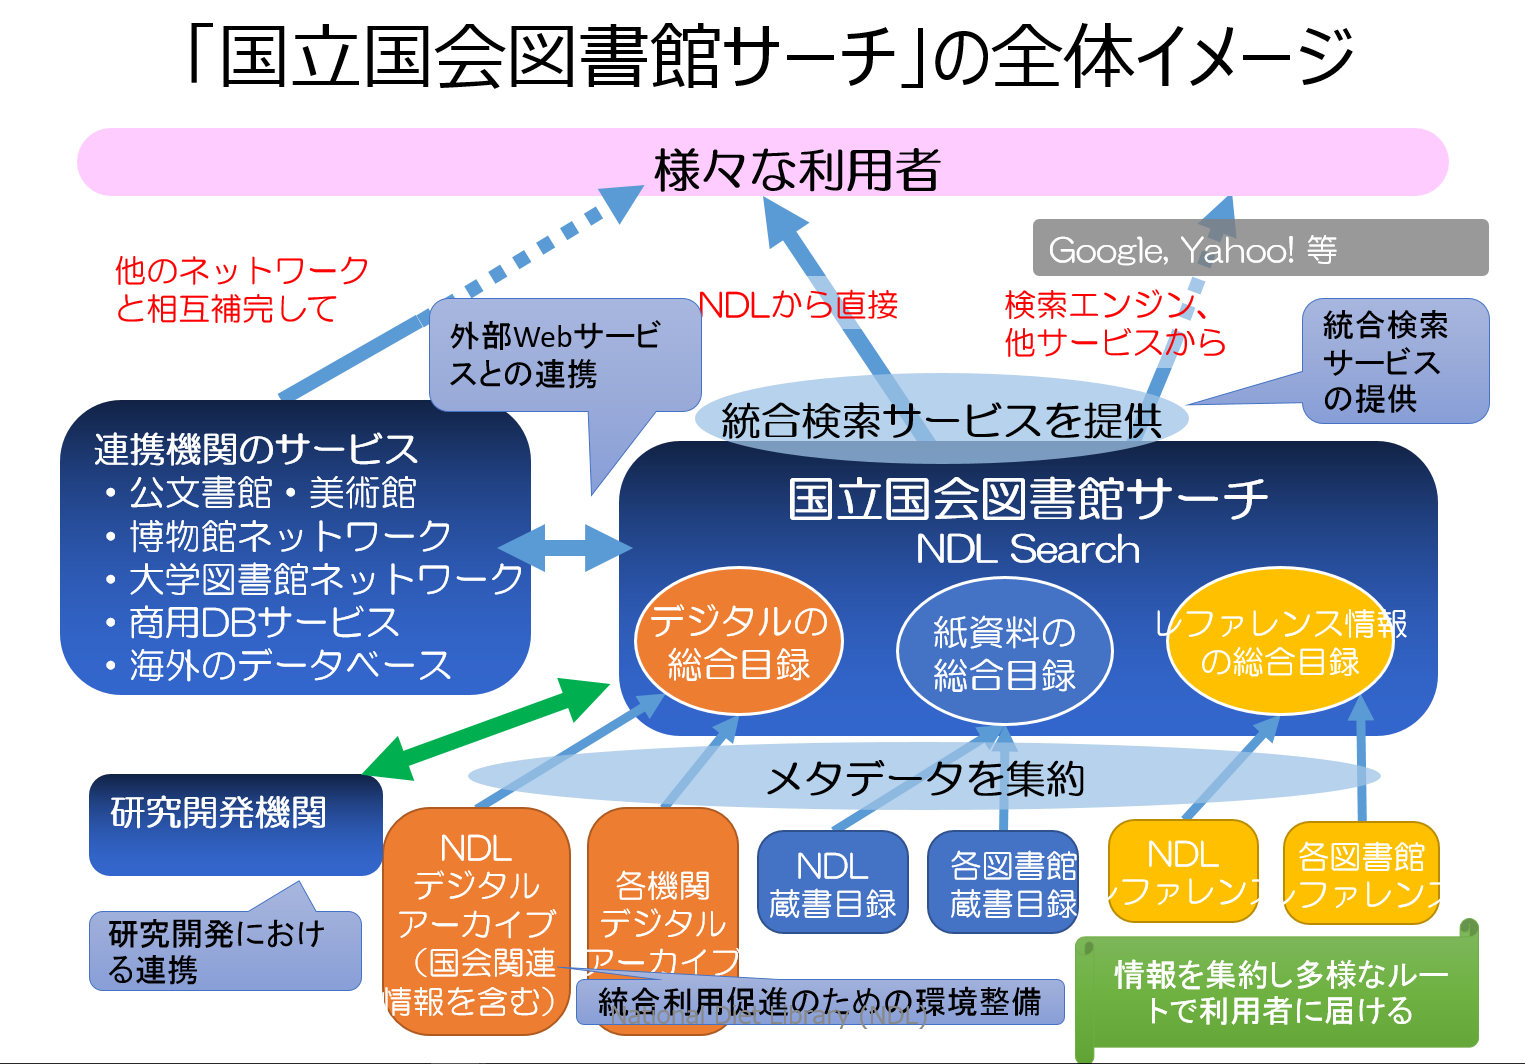 「国立国会図書館サーチ」の全体イメージ
様々な利用者
Google, Yahoo! 等
他のネットワーク
と相互補完して
NDLから直接
検索エンジン、
他サービスから
外部Webサービ
スとの連携
統合検索
サービス
の提供
統合検索サービスを提供
連携機関のサービス
・公文書館・美術館
・博物館ネットワーク
・大学図書館ネットワーク
・商用DBサービス
・海外のデータベース
国立国会図書館サーチ
NDL Search
デジタルの
総合目録
紙資料の
総合目録
レファレンス情報
の総合目録
メタデータを集約
研究開発機関
研究開発におけ
る連携
NDL
デジタル
アーカイブ
（国会関連
情報を含む）
各機関
デジタル
アーカイブ
NDL
蔵書目録
各図書館
蔵書目録
NDL
レファレンス
各図書館
レファレンス
統合利用促進のための環境整備
National Diet Library (NDL)
情報を集約し多様なルー
トで利用者に届ける